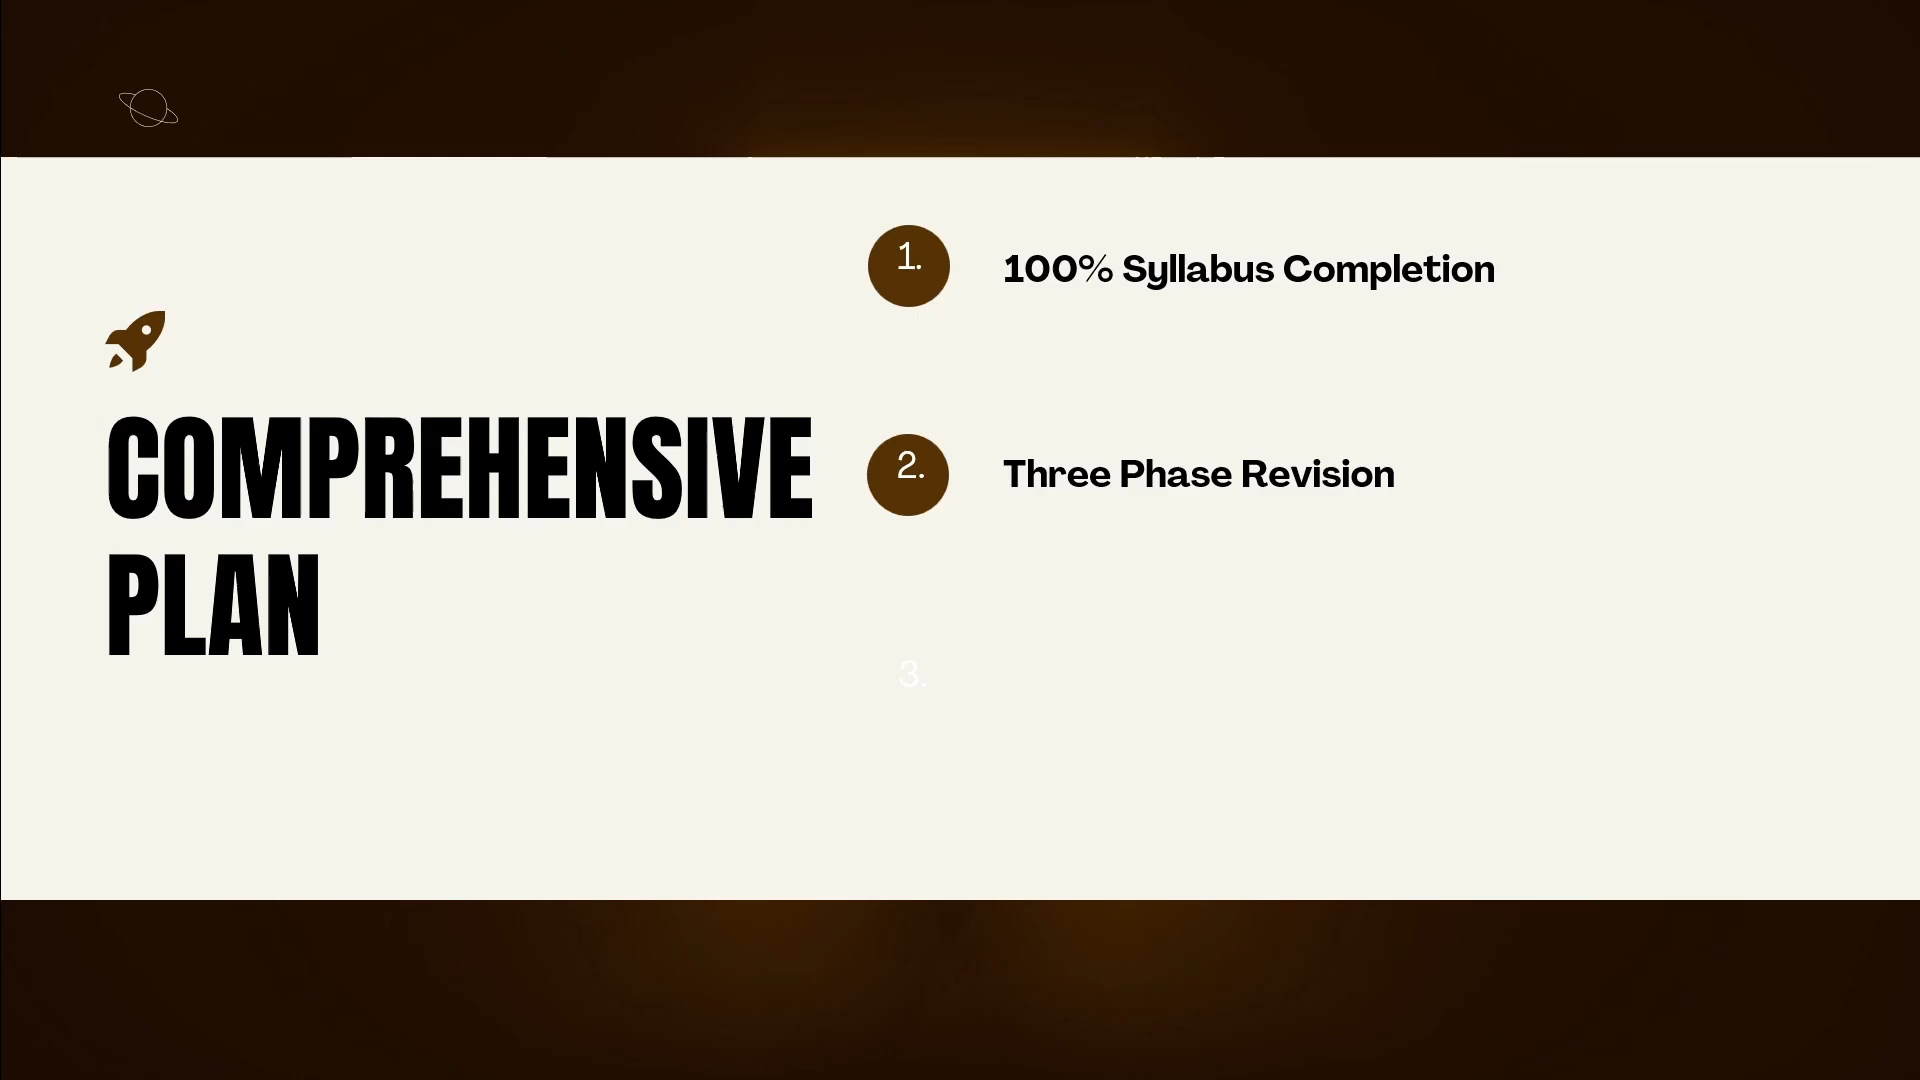 COMPREHENSIVE
PLAN
1. 100% Syllabus Completion
2. Three Phase Revision
3.